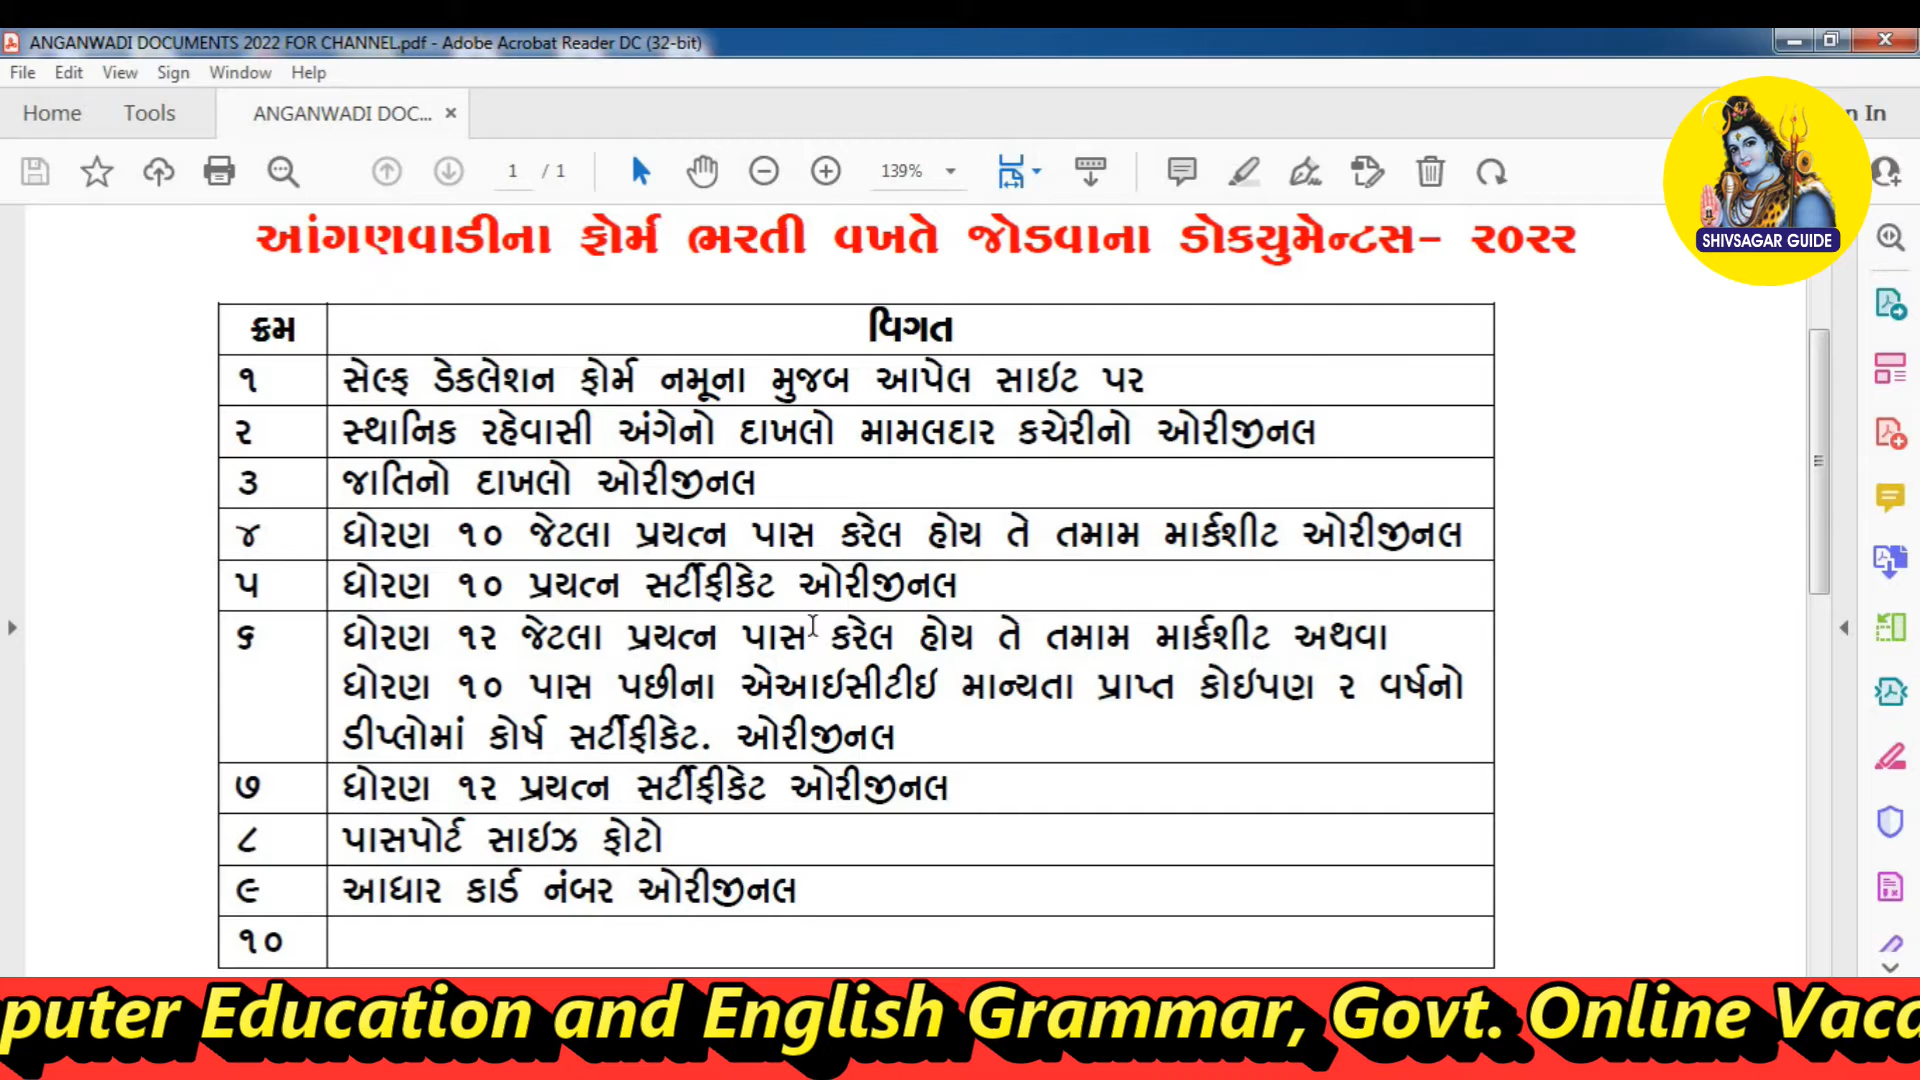 ANGANWADI DOCUMENTS 2022 FOR CHANNEL.pdf - Adobe Acrobat Reader DC (32-bit)
File Edit View Sign Window Help
Home Tools ANGANWADI DOC... ×
1 / 1 139%
SHIVSAGAR GUIDE
આંગણવાડીના ફોર્મ ભરતી વખતે જોડવાના ડોકયુમેન્ટસ- ૨૦૨૨
ક્રમ વિગત
૧ સેલ્ફ ડેકલેશન ફોર્મ નમૂના મુજબ આપેલ સાઇટ પર
૨ સ્થાનિક રહેવાસી અંગેનો દાખલો મામલદાર કચેરીનો ઓરીજીનલ
૩ જાતિનો દાખલો ઓરીજીનલ
૪ ધોરણ ૧૦ જેટલા પ્રયત્ન પાસ કરેલ હોય તે તમામ માર્કશીટ ઓરીજીનલ
૫ ધોરણ ૧૦ પ્રયત્ન સર્ટીફીકેટ ઓરીજીનલ
૬ ધોરણ ૧૨ જેટલા પ્રયત્ન પાસ કરેલ હોય તે તમામ માર્કશીટ અથવા
ધોરણ ૧૦ પાસ પછીના એઆઇસીટીઇ માન્યતા પ્રાપ્ત કોઇપણ ૨ વર્ષનો
ડીપ્લોમાં કોર્ષ સર્ટીફીકેટ. ઓરીજીનલ
૭ ધોરણ ૧૨ પ્રયત્ન સર્ટીફીકેટ ઓરીજીનલ
૮ પાસપોર્ટ સાઇઝ ફોટો
૯ આધાર કાર્ડ નંબર ઓરીજીનલ
૧૦
puter Education and English Grammar, Govt. Online Vaca